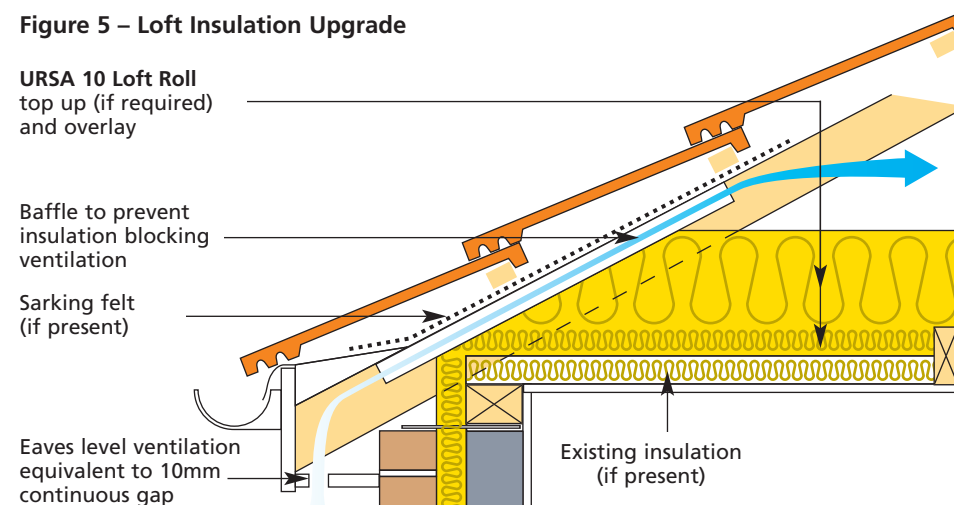 Figure 5 – Loft Insulation Upgrade
URSA 10 Loft Roll
top up (if required)
and overlay
Baffle to prevent
insulation blocking
ventilation
Sarking felt
(if present)
Eaves level ventilation
equivalent to 10mm
continuous gap
Existing insulation
(if present)